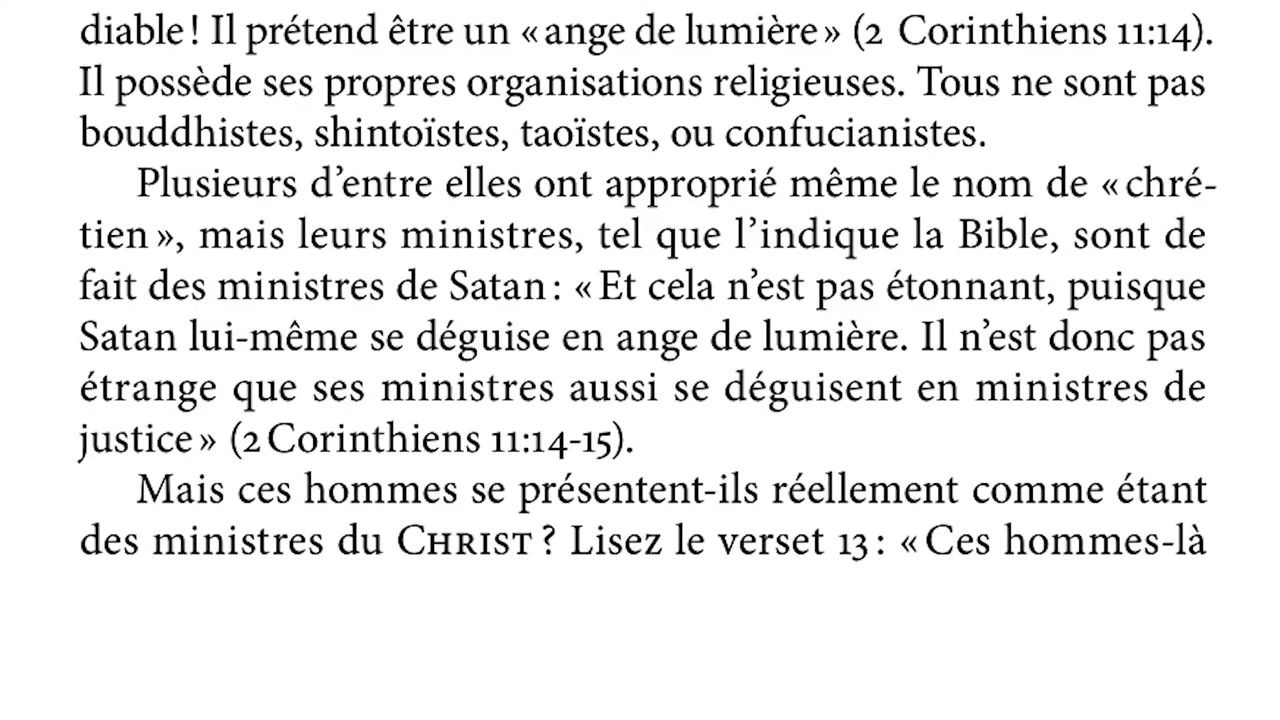 diable ! Il prétend être un « ange de lumière » (2 Corinthiens 11:14).
Il possède ses propres organisations religieuses. Tous ne sont pas
bouddhistes, shintoïstes, taoïstes, ou confucianistes.
Plusieurs d’entre elles ont approprié même le nom de « chré-
tien », mais leurs ministres, tel que l’indique la Bible, sont de
fait des ministres de Satan : « Et cela n’est pas étonnant, puisque
Satan lui-même se déguise en ange de lumière. Il n’est donc pas
étrange que ses ministres aussi se déguisent en ministres de
justice » (2 Corinthiens 11:14-15).
Mais ces hommes se présentent-ils réellement comme étant
des ministres du CHRIST ? Lisez le verset 13 : « Ces hommes-là